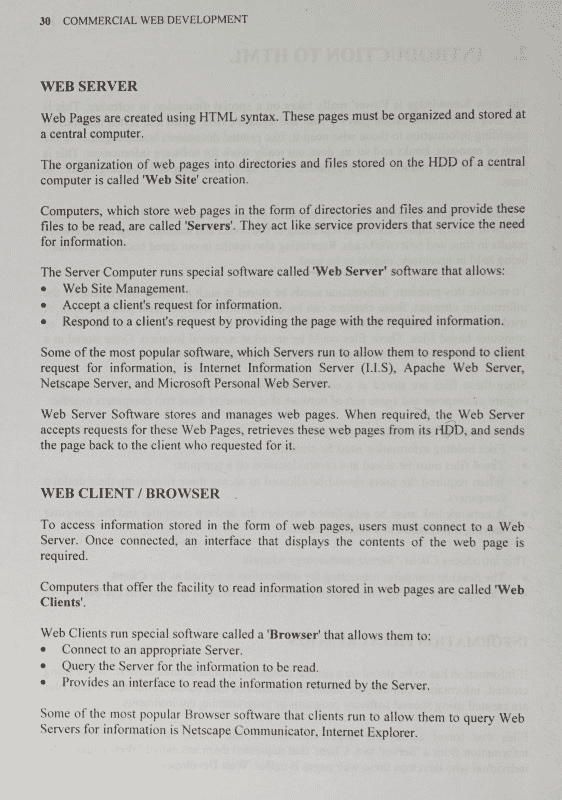 30 COMMERCIAL WEB DEVELOPMENT
WEB SERVER
Web Pages are created using HTML syntax. These pages must be organized and stored at
a central computer.
The organization of web pages into directories and files stored on the HDD of a central
computer is called 'Web Site' creation.
Computers, which store web pages in the form of directories and files and provide these
files to be read, are called 'Servers'. They act like service providers that service the need
for information.
The Server Computer runs special software called 'Web Server' software that allows:
• Web Site Management.
• Accept a client's request for information.
• Respond to a client's request by providing the page with the required information.
Some of the most popular software, which Servers run to allow them to respond to client
request for information, is Internet Information Server (I.I.S), Apache Web Server,
Netscape Server, and Microsoft Personal Web Server.
Web Server Software stores and manages web pages. When required, the Web Server
accepts requests for these Web Pages, retrieves these web pages from its HDD, and sends
the page back to the client who requested for it.
WEB CLIENT / BROWSER
To access information stored in the form of web pages, users must connect to a Web
Server. Once connected, an interface that displays the contents of the web page is
required.
Computers that offer the facility to read information stored in web pages are called 'Web
Clients'.
Web Clients run special software called a 'Browser' that allows them to:
• Connect to an appropriate Server.
• Query the Server for the information to be read.
• Provides an interface to read the information returned by the Server.
Some of the most popular Browser software that clients run to allow them to query Web
Servers for information is Netscape Communicator, Internet Explorer.